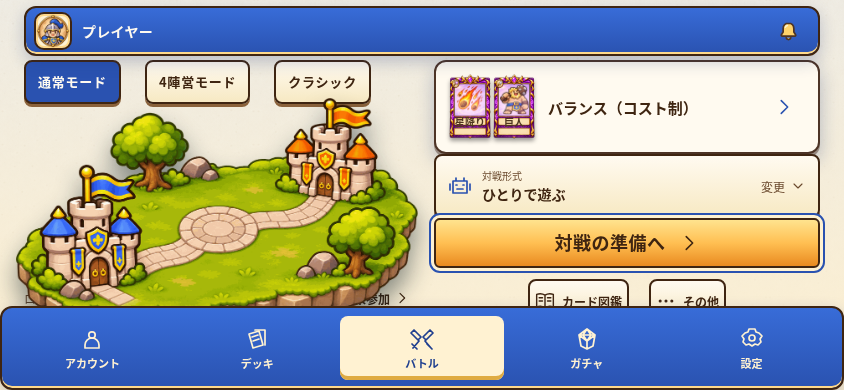 プレイヤー
通常モード
4陣営モード
クラシック
巨人
バランス（コスト制）
対戦形式
ひとりで遊ぶ
変更
対戦の準備へ
参加
カード図鑑
その他
アカウント
デッキ
バトル
ガチャ
設定